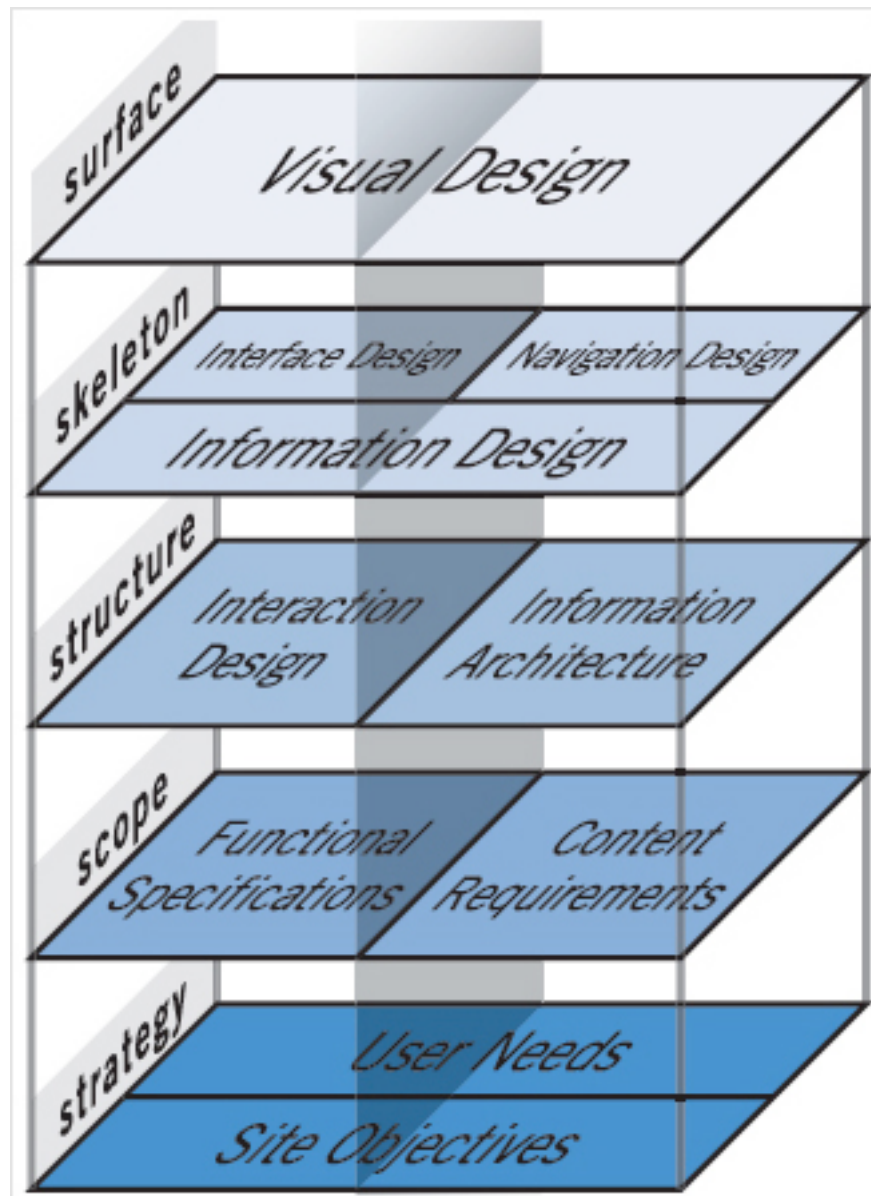 surface
Visual Design
skeleton
Interface Design
Navigation Design
Information Design
structure
Interaction
Design
Information
Architecture
scope
Functional
Specifications
Content
Requirements
strategy
User Needs
Site Objectives